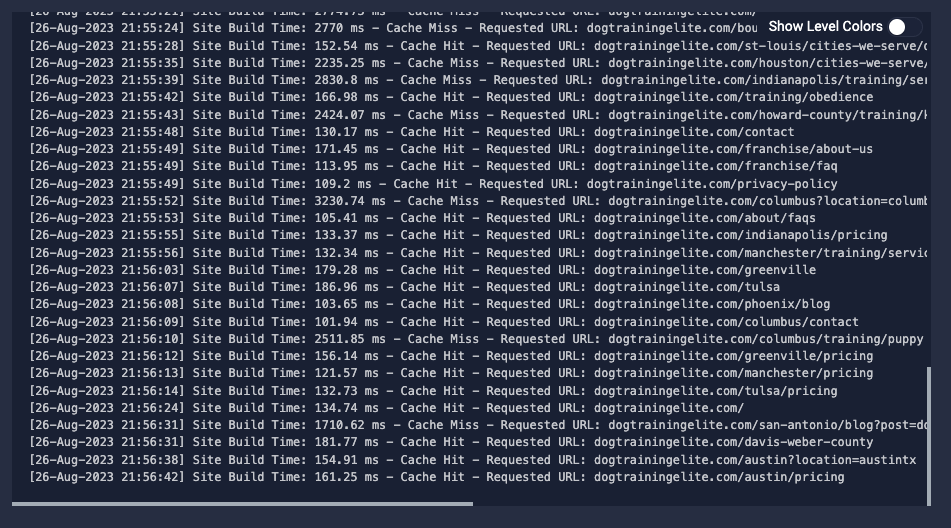 [26-Aug-2023 21:55:21] Site Build Time: 2774.75 ms - Cache Miss - Requested URL: dogtrainingelite.com/
Show Level Colors
[26-Aug-2023 21:55:24] Site Build Time: 2770 ms - Cache Miss - Requested URL: dogtrainingelite.com/bou
[26-Aug-2023 21:55:28] Site Build Time: 152.54 ms - Cache Hit - Requested URL: dogtrainingelite.com/st-louis/cities-we-serve/
[26-Aug-2023 21:55:35] Site Build Time: 2235.25 ms - Cache Miss - Requested URL: dogtrainingelite.com/houston/cities-we-serve/
[26-Aug-2023 21:55:39] Site Build Time: 2830.8 ms - Cache Miss - Requested URL: dogtrainingelite.com/indianapolis/training/ser
[26-Aug-2023 21:55:42] Site Build Time: 166.98 ms - Cache Hit - Requested URL: dogtrainingelite.com/training/obedience
[26-Aug-2023 21:55:43] Site Build Time: 2424.07 ms - Cache Miss - Requested URL: dogtrainingelite.com/howard-county/training/
[26-Aug-2023 21:55:48] Site Build Time: 130.17 ms - Cache Hit - Requested URL: dogtrainingelite.com/contact
[26-Aug-2023 21:55:49] Site Build Time: 171.45 ms - Cache Hit - Requested URL: dogtrainingelite.com/franchise/about-us
[26-Aug-2023 21:55:49] Site Build Time: 113.95 ms - Cache Hit - Requested URL: dogtrainingelite.com/franchise/faq
[26-Aug-2023 21:55:49] Site Build Time: 109.2 ms - Cache Hit - Requested URL: dogtrainingelite.com/privacy-policy
[26-Aug-2023 21:55:52] Site Build Time: 3230.74 ms - Cache Miss - Requested URL: dogtrainingelite.com/columbus?location=columb
[26-Aug-2023 21:55:53] Site Build Time: 105.41 ms - Cache Hit - Requested URL: dogtrainingelite.com/about/faqs
[26-Aug-2023 21:55:55] Site Build Time: 133.37 ms - Cache Hit - Requested URL: dogtrainingelite.com/indianapolis/pricing
[26-Aug-2023 21:55:56] Site Build Time: 132.34 ms - Cache Hit - Requested URL: dogtrainingelite.com/manchester/training/servic
[26-Aug-2023 21:56:03] Site Build Time: 179.28 ms - Cache Hit - Requested URL: dogtrainingelite.com/greenville
[26-Aug-2023 21:56:07] Site Build Time: 186.96 ms - Cache Hit - Requested URL: dogtrainingelite.com/tulsa
[26-Aug-2023 21:56:08] Site Build Time: 103.65 ms - Cache Hit - Requested URL: dogtrainingelite.com/phoenix/blog
[26-Aug-2023 21:56:09] Site Build Time: 101.94 ms - Cache Hit - Requested URL: dogtrainingelite.com/columbus/contact
[26-Aug-2023 21:56:10] Site Build Time: 2511.85 ms - Cache Miss - Requested URL: dogtrainingelite.com/columbus/training/puppy
[26-Aug-2023 21:56:12] Site Build Time: 156.14 ms - Cache Hit - Requested URL: dogtrainingelite.com/greenville/pricing
[26-Aug-2023 21:56:13] Site Build Time: 121.57 ms - Cache Hit - Requested URL: dogtrainingelite.com/manchester/pricing
[26-Aug-2023 21:56:14] Site Build Time: 132.73 ms - Cache Hit - Requested URL: dogtrainingelite.com/tulsa/pricing
[26-Aug-2023 21:56:24] Site Build Time: 134.74 ms - Cache Hit - Requested URL: dogtrainingelite.com/
[26-Aug-2023 21:56:31] Site Build Time: 1710.62 ms - Cache Miss - Requested URL: dogtrainingelite.com/san-antonio/blog?post=do
[26-Aug-2023 21:56:31] Site Build Time: 181.77 ms - Cache Hit - Requested URL: dogtrainingelite.com/davis-weber-county
[26-Aug-2023 21:56:38] Site Build Time: 154.91 ms - Cache Hit - Requested URL: dogtrainingelite.com/austin?location=austintx
[26-Aug-2023 21:56:42] Site Build Time: 161.25 ms - Cache Hit - Requested URL: dogtrainingelite.com/austin/pricing